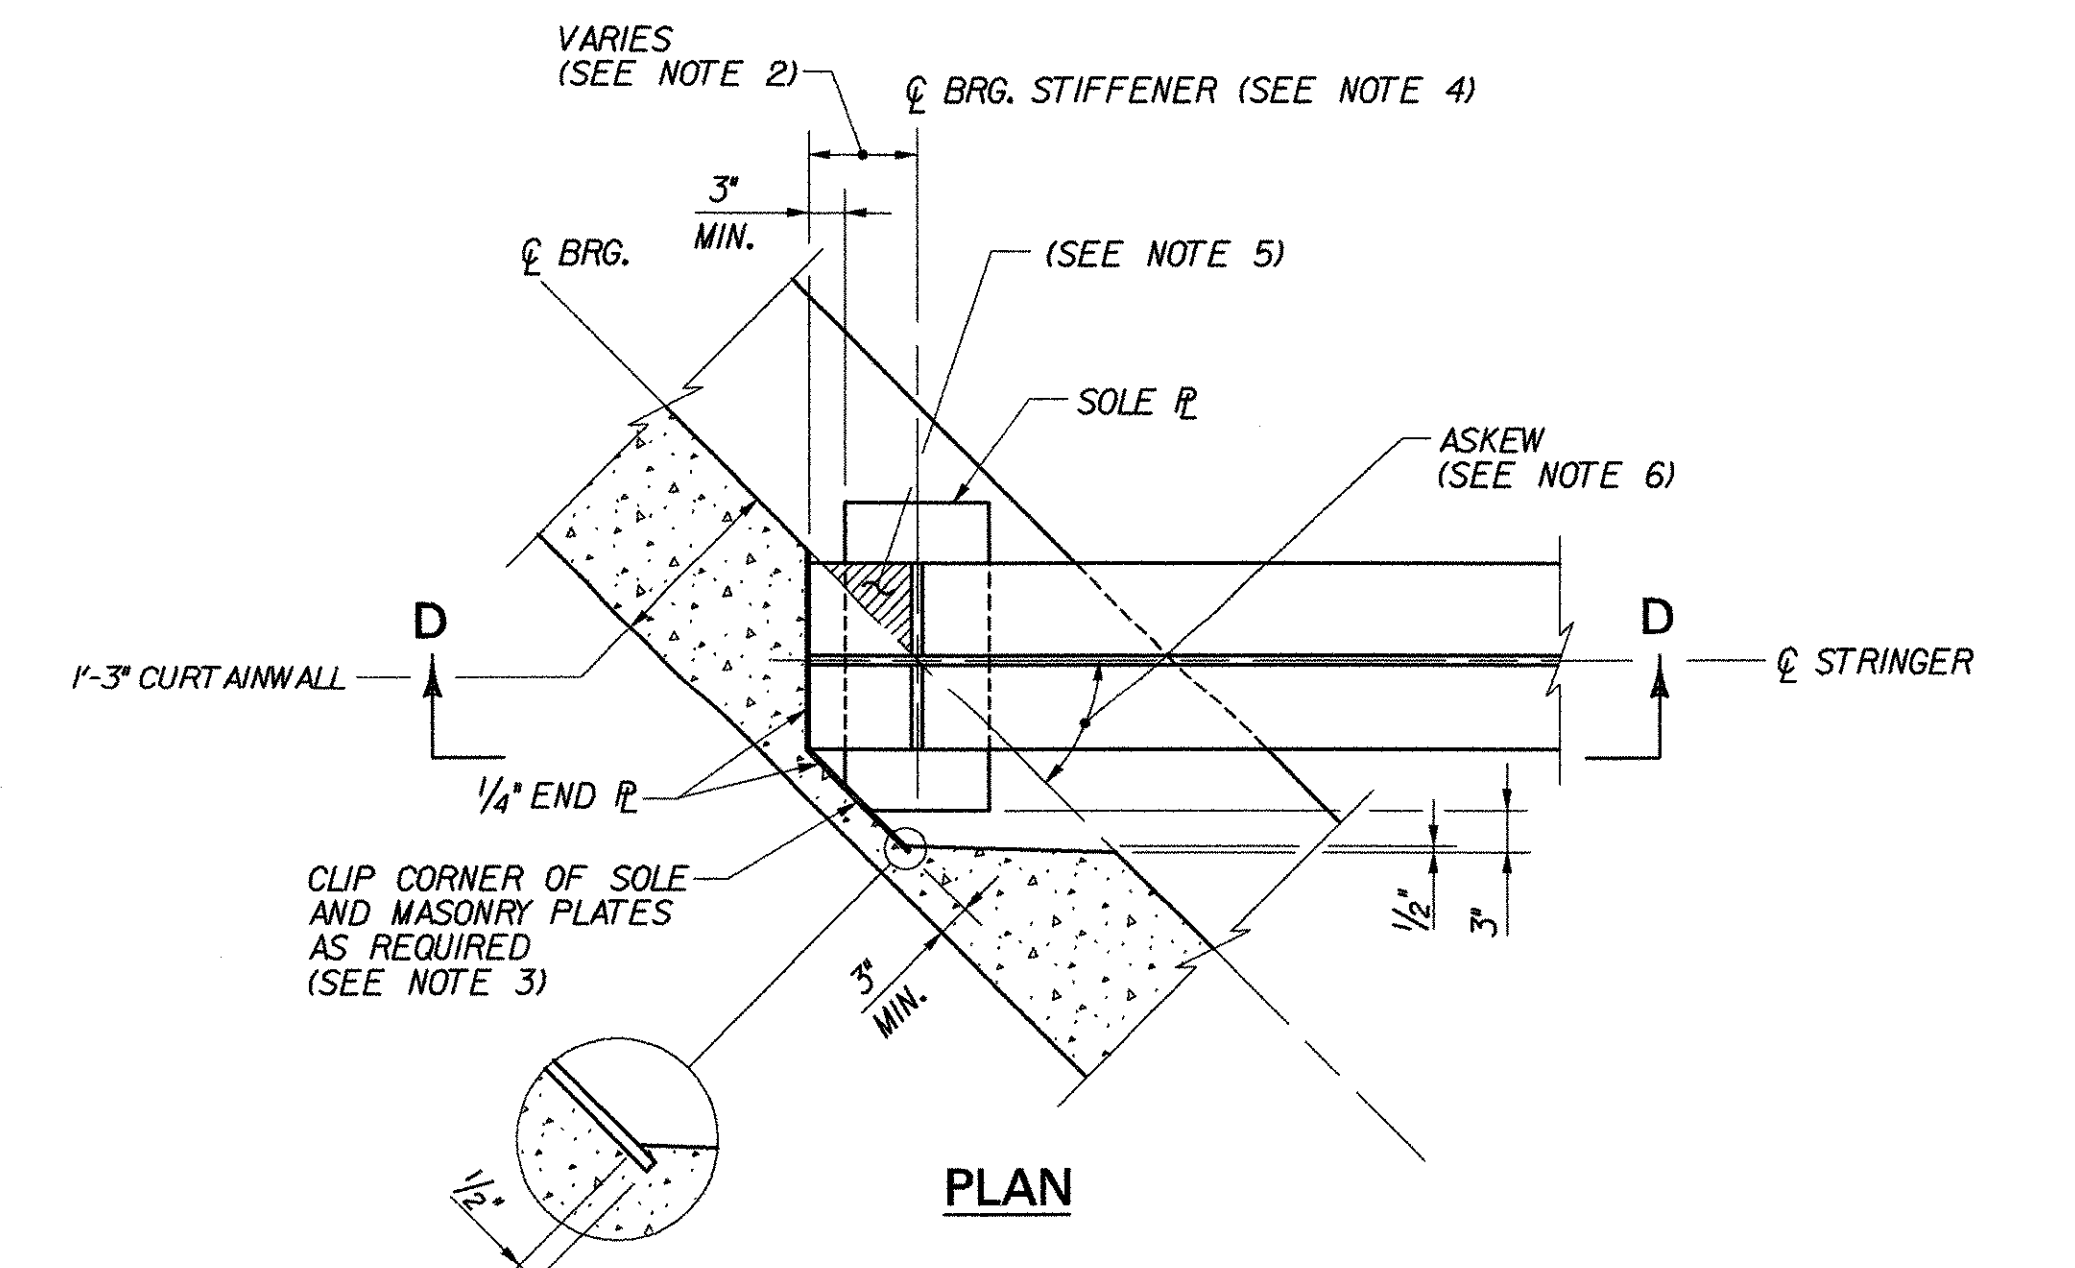 VARIES
(SEE NOTE 2)
℄ BRG. STIFFENER (SEE NOTE 4)
3"
MIN.
℄ BRG.
(SEE NOTE 5)
SOLE ⅊
ASKEW
(SEE NOTE 6)
D
D
1'-3" CURTAINWALL
℄ STRINGER
1/4" END ⅊
CLIP CORNER OF SOLE
AND MASONRY PLATES
AS REQUIRED
(SEE NOTE 3)
1/2"
3"
3"
MIN.
1/2"
PLAN